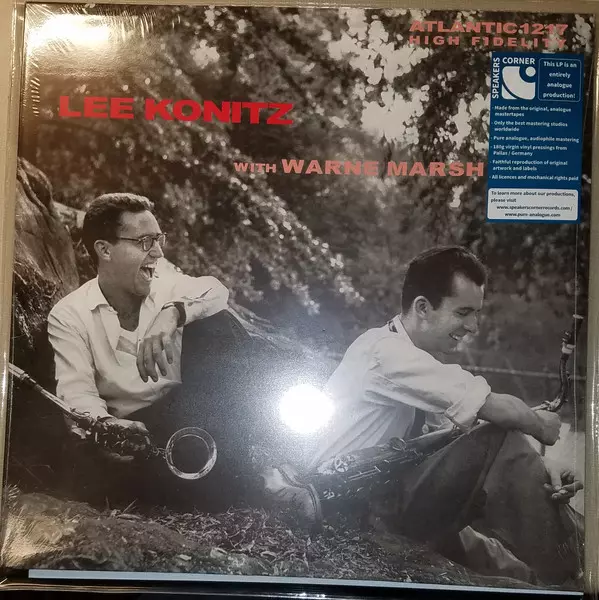 ATLANTIC 1217
HIGH FIDELITY
LEE KONITZ
WITH WARNE MARSH
SPEAKERS
CORNER
This LP is an
entirely
analogue
production!
· Made from the original, analogue
mastertapes
· Only the best mastering studios
worldwide
· Pure analogue, audiophile mastering
· 180g virgin vinyl pressings from
Pallas / Germany
· Faithful reproduction of original
artwork and labels
· All licences and mechanical rights paid
To learn more about our productions,
please visit
www.speakerscornerrecords.com /
www.pure-analogue.com